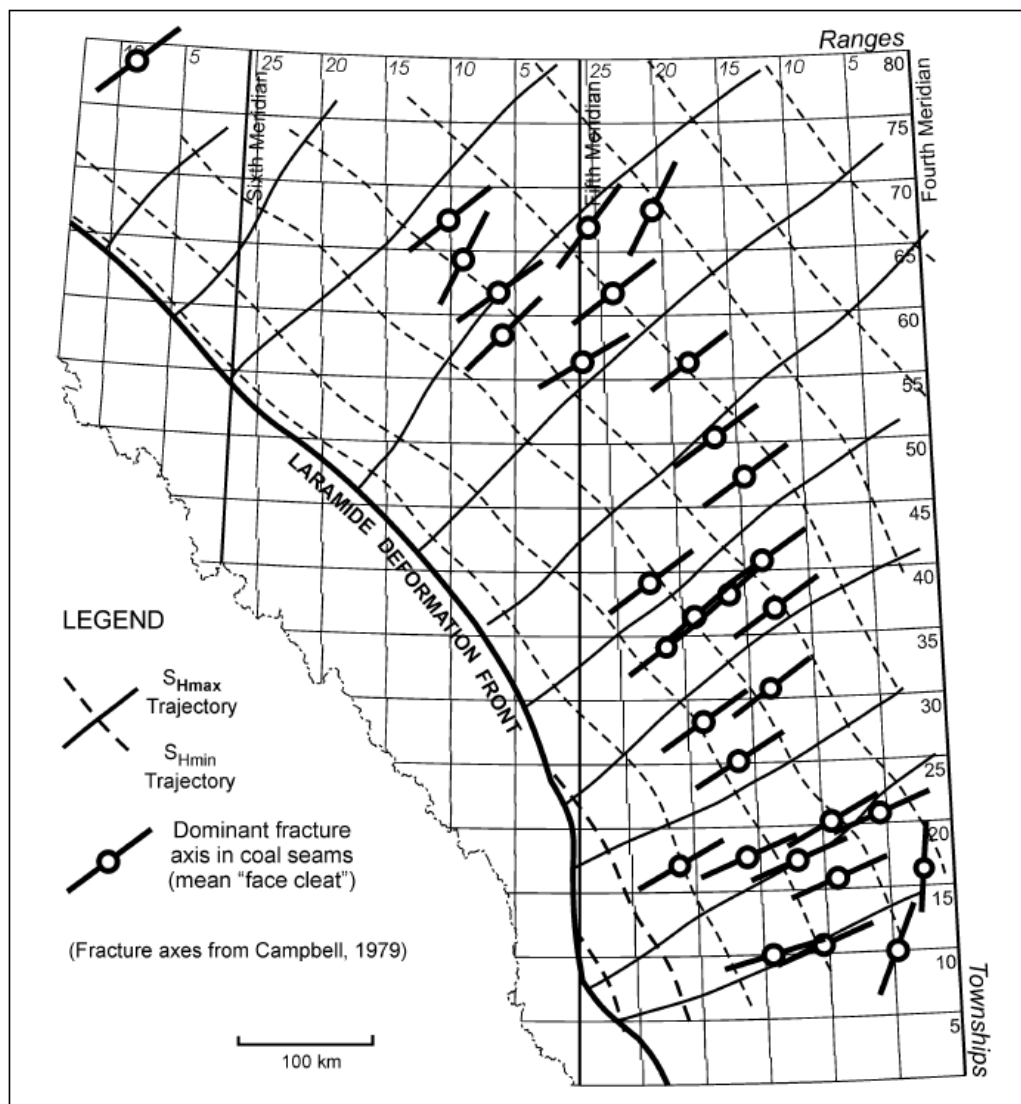 Ranges
10 5 25 20 15 10 5 25 20 15 10 5 80
Sixth Meridian
Fifth Meridian
Fourth Meridian
75
70
65
60
55
50
45
40
35
30
25
20
15
10
5
Townships
LARAMIDE DEFORMATION FRONT
LEGEND
SHmax
Trajectory
SHmin
Trajectory
Dominant fracture
axis in coal seams
(mean "face cleat")
(Fracture axes from Campbell, 1979)
100 km